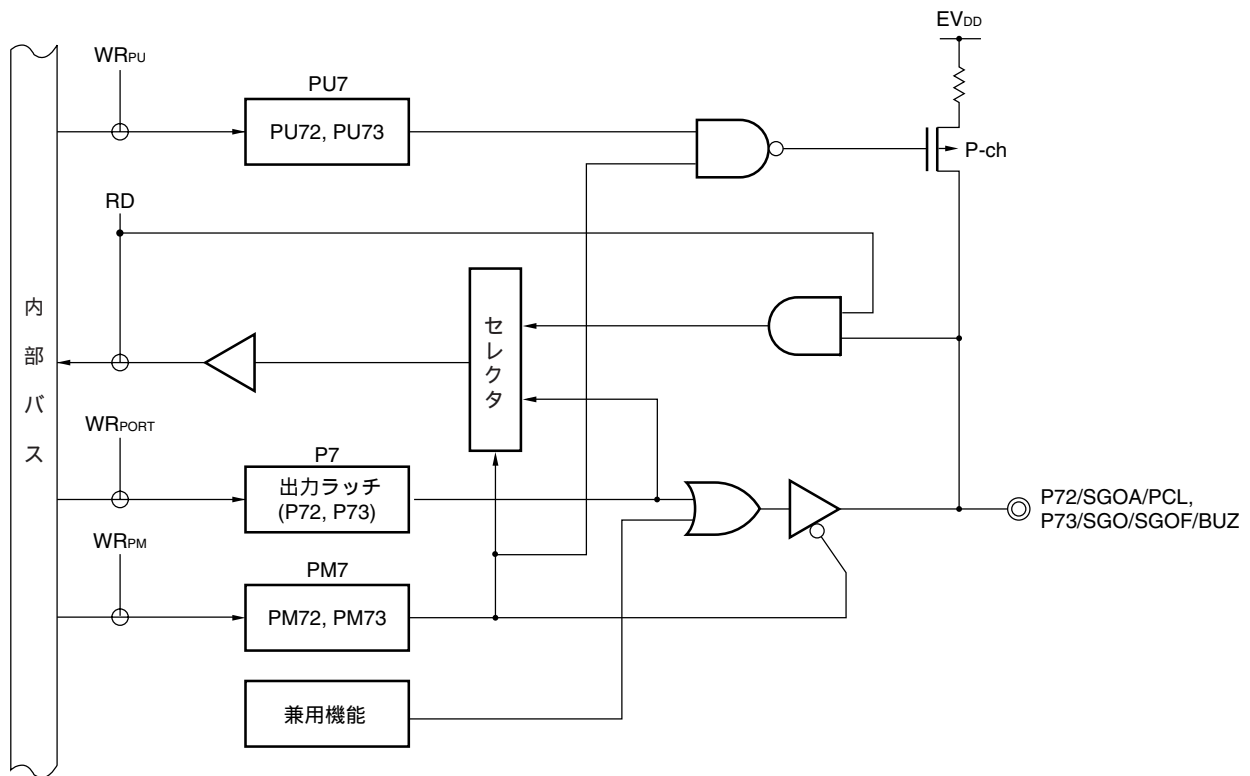 EVDD
WRPU
PU7
PU72, PU73
P-ch
RD
内部バス
セレクタ
WRPORT
P7
出力ラッチ
(P72, P73)
P72/SGOA/PCL,
P73/SGO/SGOF/BUZ
WRPM
PM7
PM72, PM73
兼用機能